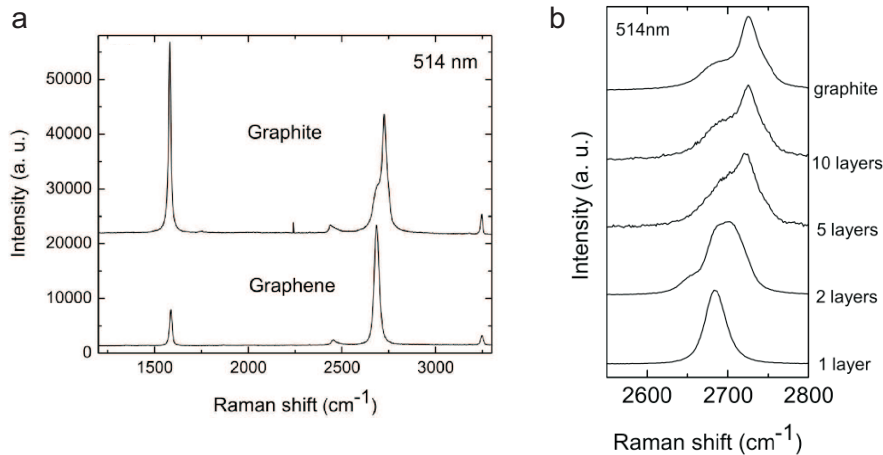 a
514 nm
Graphite
Graphene
Intensity (a. u.)
50000
40000
30000
20000
10000
0
1500 2000 2500 3000
Raman shift (cm-1)
b
514nm
graphite
10 layers
5 layers
2 layers
1 layer
Intensity (a. u.)
2600 2700 2800
Raman shift (cm-1)